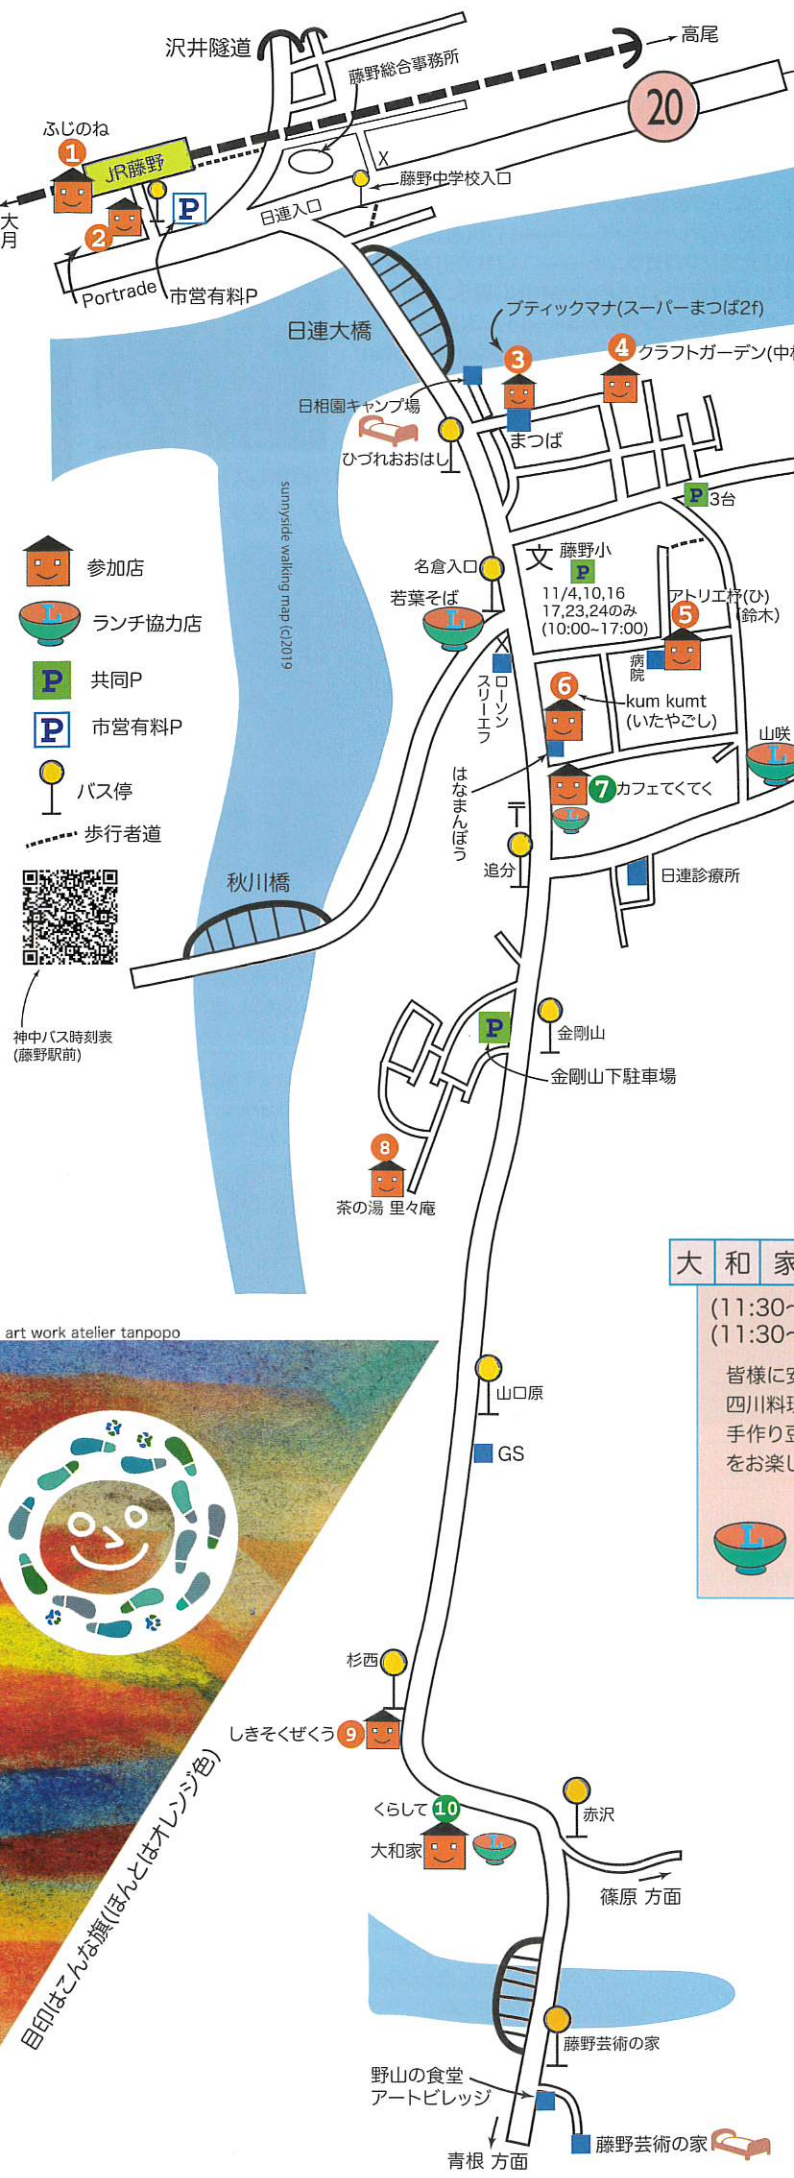 沢井隧道
高尾
藤野総合事務所
20
ふじのね
1
JR藤野
X
藤野中学校入口
大月
2
P
日連入口
Portrade
市営有料P
日連大橋
ブティックマナ(スーパーまつば2f)
3
4
クラフトガーデン(中村
日相園キャンプ場
まつば
ひづれおおはし
P 3台
sunnyside walking map (c)2019
参加店
L ランチ協力店
P 共同P
P 市営有料P
バス停
歩行者道
名倉入口
文 藤野小
P
11/4,10,16
17,23,24のみ
(10:00~17:00)
若葉そば
L
アトリエ杼(ひ)
(鈴木)
5
病院
X
ローソン
スリーエフ
6
kum kumt
(いたやごし)
山咲
L
はなまんぼう
7 カフェてくてく
L
〒
追分
日連診療所
秋川橋
神中バス時刻表
(藤野駅前)
P
金剛山
金剛山下駐車場
8
茶の湯 里々庵
大和家
(11:30~
(11:30~
皆様に安
四川料理
手作り豆
をお楽し
L
art work atelier tanpopo
山口原
GS
杉西
しきそくぜくう 9
くらして 10
大和家
L
赤沢
篠原 方面
目印はこんな旗(ほんとはオレンジ色)
藤野芸術の家
野山の食堂
アートビレッジ
藤野芸術の家
青根 方面